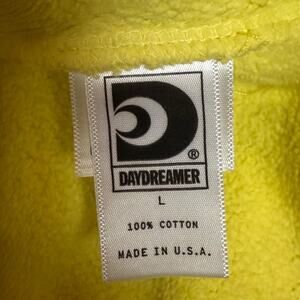 ®
DAYDREAMER
L
100% COTTON
MADE IN U.S.A.